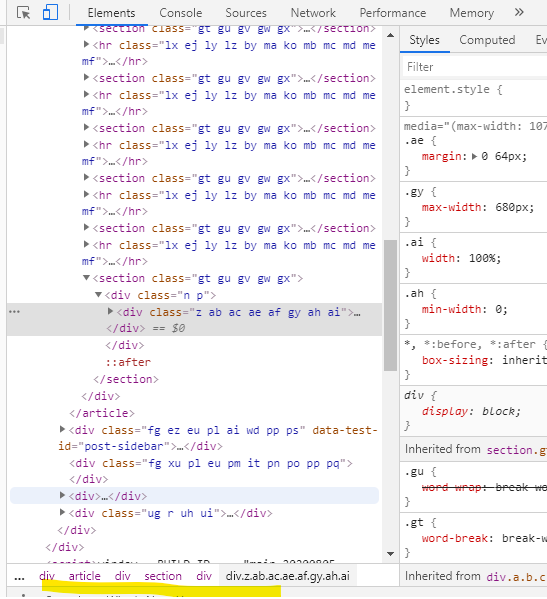 Elements Console Sources Network Performance Memory »
<section class="gt gu gv gw gx">…</section>
<hr class="lx ej ly lz by ma ko mb mc md me
mf">…</hr>
<section class="gt gu gv gw gx">…</section>
<hr class="lx ej ly lz by ma ko mb mc md me
mf">…</hr>
<section class="gt gu gv gw gx">…</section>
<hr class="lx ej ly lz by ma ko mb mc md me
mf">…</hr>
<section class="gt gu gv gw gx">…</section>
<hr class="lx ej ly lz by ma ko mb mc md me
mf">…</hr>
<section class="gt gu gv gw gx">…</section>
<hr class="lx ej ly lz by ma ko mb mc md me
mf">…</hr>
<section class="gt gu gv gw gx">
<div class="n p">
… <div class="z ab ac ae af gy ah ai">…
</div> == $0
</div>
::after
</section>
</div>
</article>
<div class="fg ez eu pl ai wd pp ps" data-test-
id="post-sidebar">…</div>
<div class="fg xu pl eu pm it pn po pp pq">
</div>
<div>…</div>
<div class="ug r uh ui">…</div>
</div>
</div>
... div article div section div div.z.ab.ac.ae.af.gy.ah.ai
Styles Computed Ev
Filter
element.style {
}
media="(max-width: 107
.ae {
margin: 0 64px;
}
.gy {
max-width: 680px;
}
.ai {
width: 100%;
}
.ah {
min-width: 0;
}
*, *:before, *:after {
box-sizing: inherit
}
div {
display: block;
}
Inherited from section.gt
.gu {
word-wrap: break-wo
}
.gt {
word-break: break-w
}
Inherited from div.a.b.c